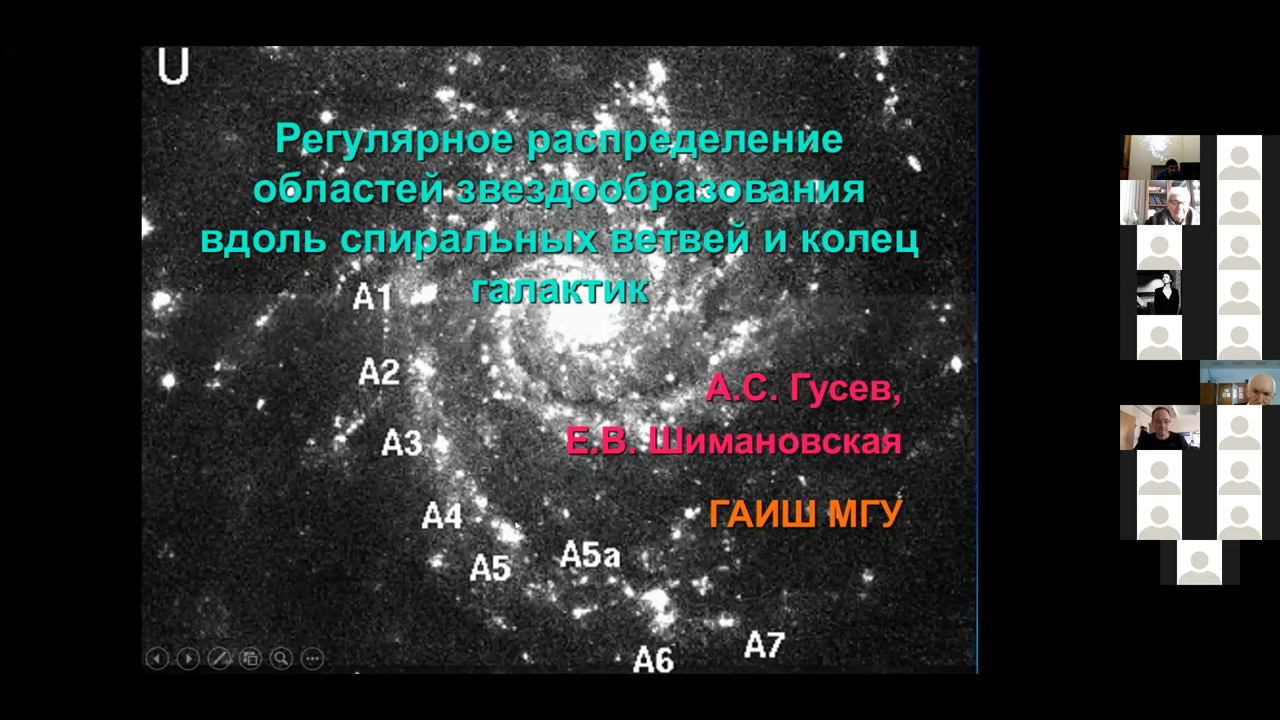 U
Регулярное распределение
областей звездообразования
вдоль спиральных ветвей и колец
галактик
A1
A2
А.С. Гусев,
Е.В. Шимановская
A3
A4
ГАИШ МГУ
A5
A5a
A6
A7